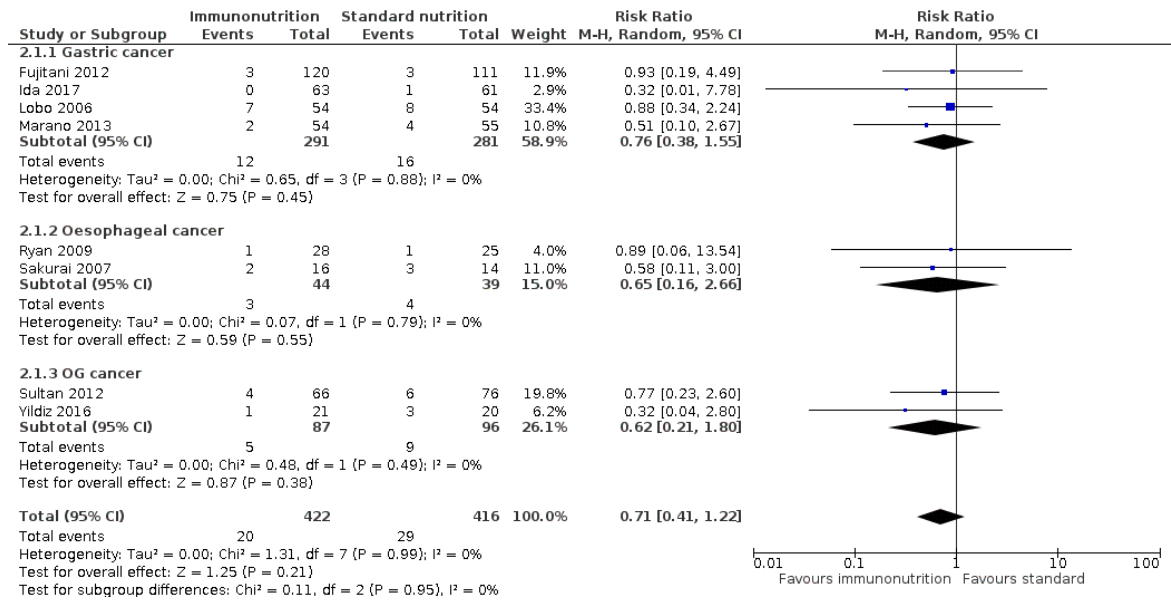 Immunonutrition Standard nutrition Risk Ratio Risk Ratio
Study or Subgroup Events Total Events Total Weight M-H, Random, 95% CI M-H, Random, 95% CI
2.1.1 Gastric cancer
Fujitani 2012 3 120 3 111 11.9% 0.93 [0.19, 4.49]
Ida 2017 0 63 1 61 2.9% 0.32 [0.01, 7.78]
Lobo 2006 7 54 8 54 33.4% 0.88 [0.34, 2.24]
Marano 2013 2 54 4 55 10.8% 0.51 [0.10, 2.67]
Subtotal (95% CI) 291 281 58.9% 0.76 [0.38, 1.55]
Total events 12 16
Heterogeneity: Tau² = 0.00; Chi² = 0.65, df = 3 (P = 0.88); I² = 0%
Test for overall effect: Z = 0.75 (P = 0.45)
2.1.2 Oesophageal cancer
Ryan 2009 1 28 1 25 4.0% 0.89 [0.06, 13.54]
Sakurai 2007 2 16 3 14 11.0% 0.58 [0.11, 3.00]
Subtotal (95% CI) 44 39 15.0% 0.65 [0.16, 2.66]
Total events 3 4
Heterogeneity: Tau² = 0.00; Chi² = 0.07, df = 1 (P = 0.79); I² = 0%
Test for overall effect: Z = 0.59 (P = 0.55)
2.1.3 OG cancer
Sultan 2012 4 66 6 76 19.8% 0.77 [0.23, 2.60]
Yildiz 2016 1 21 3 20 6.2% 0.32 [0.04, 2.80]
Subtotal (95% CI) 87 96 26.1% 0.62 [0.21, 1.80]
Total events 5 9
Heterogeneity: Tau² = 0.00; Chi² = 0.48, df = 1 (P = 0.49); I² = 0%
Test for overall effect: Z = 0.87 (P = 0.38)
Total (95% CI) 422 416 100.0% 0.71 [0.41, 1.22]
Total events 20 29
Heterogeneity: Tau² = 0.00; Chi² = 1.31, df = 7 (P = 0.99); I² = 0%
Test for overall effect: Z = 1.25 (P = 0.21)
Test for subgroup differences: Chi² = 0.11, df = 2 (P = 0.95), I² = 0%
0.01 0.1 1 10 100
Favours immunonutrition Favours standard